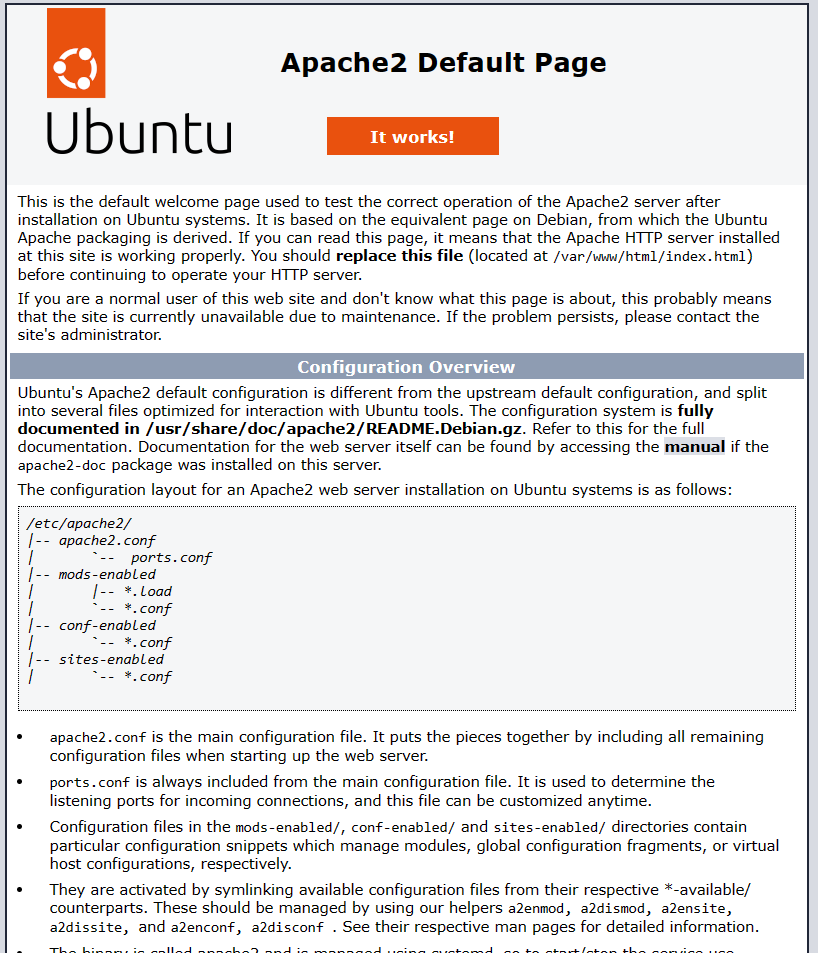 Apache2 Default Page
Ubuntu
It works!
This is the default welcome page used to test the correct operation of the Apache2 server after
installation on Ubuntu systems. It is based on the equivalent page on Debian, from which the Ubuntu
Apache packaging is derived. If you can read this page, it means that the Apache HTTP server installed
at this site is working properly. You should replace this file (located at /var/www/html/index.html)
before continuing to operate your HTTP server.
If you are a normal user of this web site and don't know what this page is about, this probably means
that the site is currently unavailable due to maintenance. If the problem persists, please contact the
site's administrator.
Configuration Overview
Ubuntu's Apache2 default configuration is different from the upstream default configuration, and split
into several files optimized for interaction with Ubuntu tools. The configuration system is fully
documented in /usr/share/doc/apache2/README.Debian.gz. Refer to this for the full
documentation. Documentation for the web server itself can be found by accessing the manual if the
apache2-doc package was installed on this server.
The configuration layout for an Apache2 web server installation on Ubuntu systems is as follows:
/etc/apache2/
|-- apache2.conf
|       `--  ports.conf
|-- mods-enabled
|       |-- *.load
|       `-- *.conf
|-- conf-enabled
|       `-- *.conf
|-- sites-enabled
|       `-- *.conf
• apache2.conf is the main configuration file. It puts the pieces together by including all remaining
configuration files when starting up the web server.
• ports.conf is always included from the main configuration file. It is used to determine the
listening ports for incoming connections, and this file can be customized anytime.
• Configuration files in the mods-enabled/, conf-enabled/ and sites-enabled/ directories contain
particular configuration snippets which manage modules, global configuration fragments, or virtual
host configurations, respectively.
• They are activated by symlinking available configuration files from their respective *-available/
counterparts. These should be managed by using our helpers a2enmod, a2dismod, a2ensite,
a2dissite, and a2enconf, a2disconf . See their respective man pages for detailed information.
• The binary is called apache2 and is managed using systemd, so to start/stop the service use